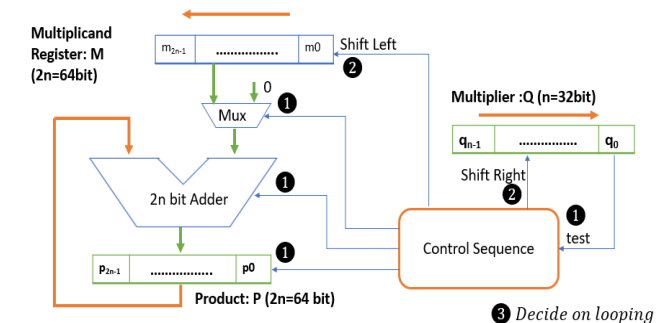 Multiplicand
Register: M
(2n=64bit)
m2n-1 ................. m0
Shift Left
2
0
Mux
1
Multiplier :Q (n=32bit)
qn-1 ................ q0
Shift Right
2
1
test
2n bit Adder
1
Control Sequence
1
p2n-1 ................. p0
Product: P (2n=64 bit)
3 Decide on looping